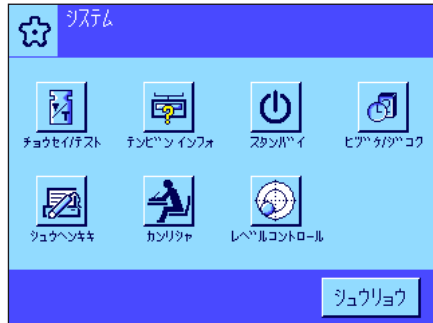 システム
チョウセイ/テスト
テンビン インフォ
スタンバイ
ヒヅケ/ジコク
シュウヘンキキ
カンリシャ
レベルコントロール
シュウリョウ